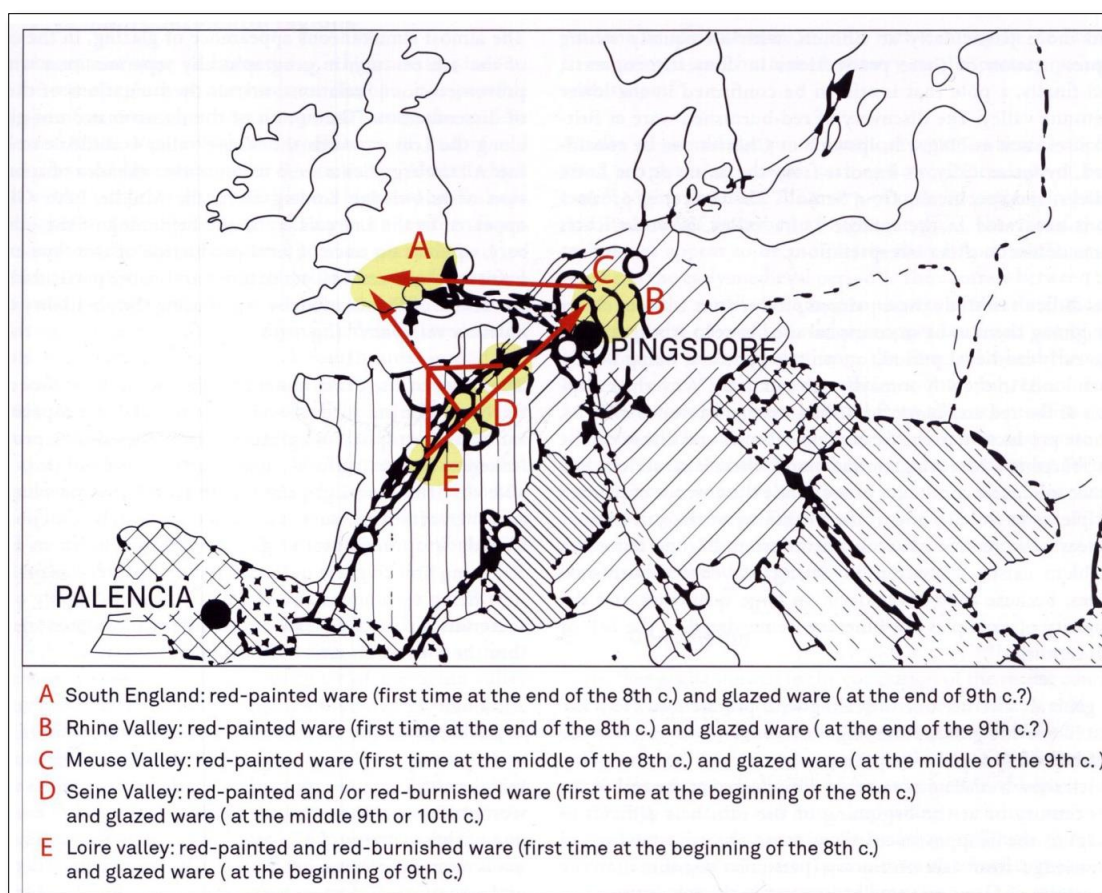 A
C
B
PINGSDORF
D
E
PALENCIA
A South England: red-painted ware (first time at the end of the 8th c.) and glazed ware ( at the end of 9th c.?)
B Rhine Valley: red-painted ware (first time at the end of the 8th c.) and glazed ware ( at the end of the 9th c.? )
C Meuse Valley: red-painted ware (first time at the middle of the 8th c.) and glazed ware ( at the middle of the 9th c.)
D Seine Valley: red-painted and /or red-burnished ware (first time at the beginning of the 8th c.)
and glazed ware ( at the middle 9th or 10th c.)
E Loire valley: red-painted and red-burnished ware (first time at the beginning of the 8th c.)
and glazed ware ( at the beginning of 9th c.)